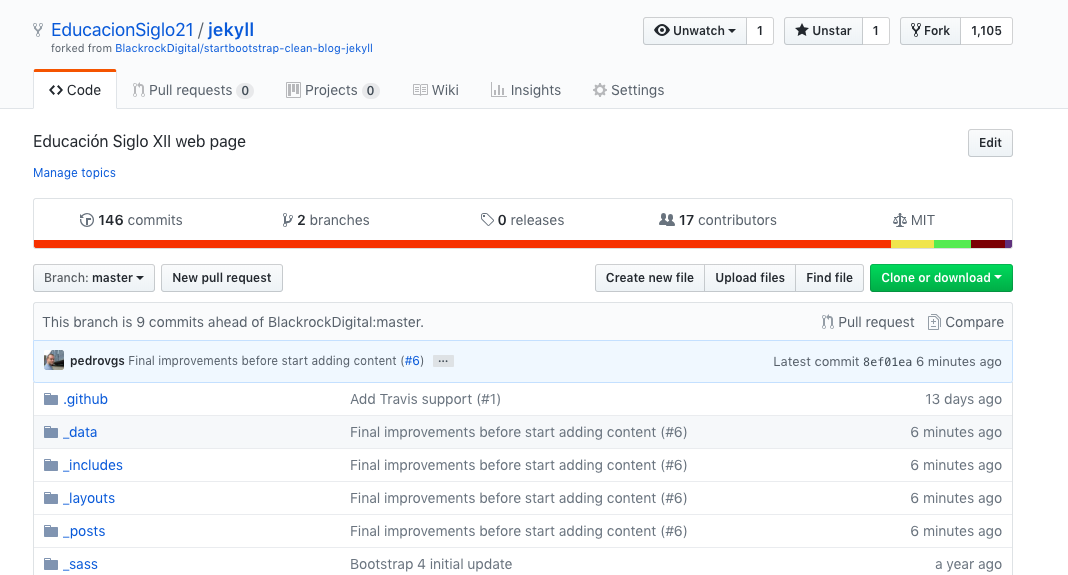 EducacionSiglo21 / jekyll
Unwatch 1 Unstar 1 Fork 1,105
forked from BlackrockDigital/startbootstrap-clean-blog-jekyll
Code Pull requests 0 Projects 0 Wiki Insights Settings
Educación Siglo XII web page Edit
Manage topics
146 commits 2 branches 0 releases 17 contributors MIT
Branch: master New pull request Create new file Upload files Find file Clone or download
This branch is 9 commits ahead of BlackrockDigital:master. Pull request Compare
pedrovgs Final improvements before start adding content (#6) ... Latest commit 8ef01ea 6 minutes ago
.github Add Travis support (#1) 13 days ago
_data Final improvements before start adding content (#6) 6 minutes ago
_includes Final improvements before start adding content (#6) 6 minutes ago
_layouts Final improvements before start adding content (#6) 6 minutes ago
_posts Final improvements before start adding content (#6) 6 minutes ago
_sass Bootstrap 4 initial update a year ago